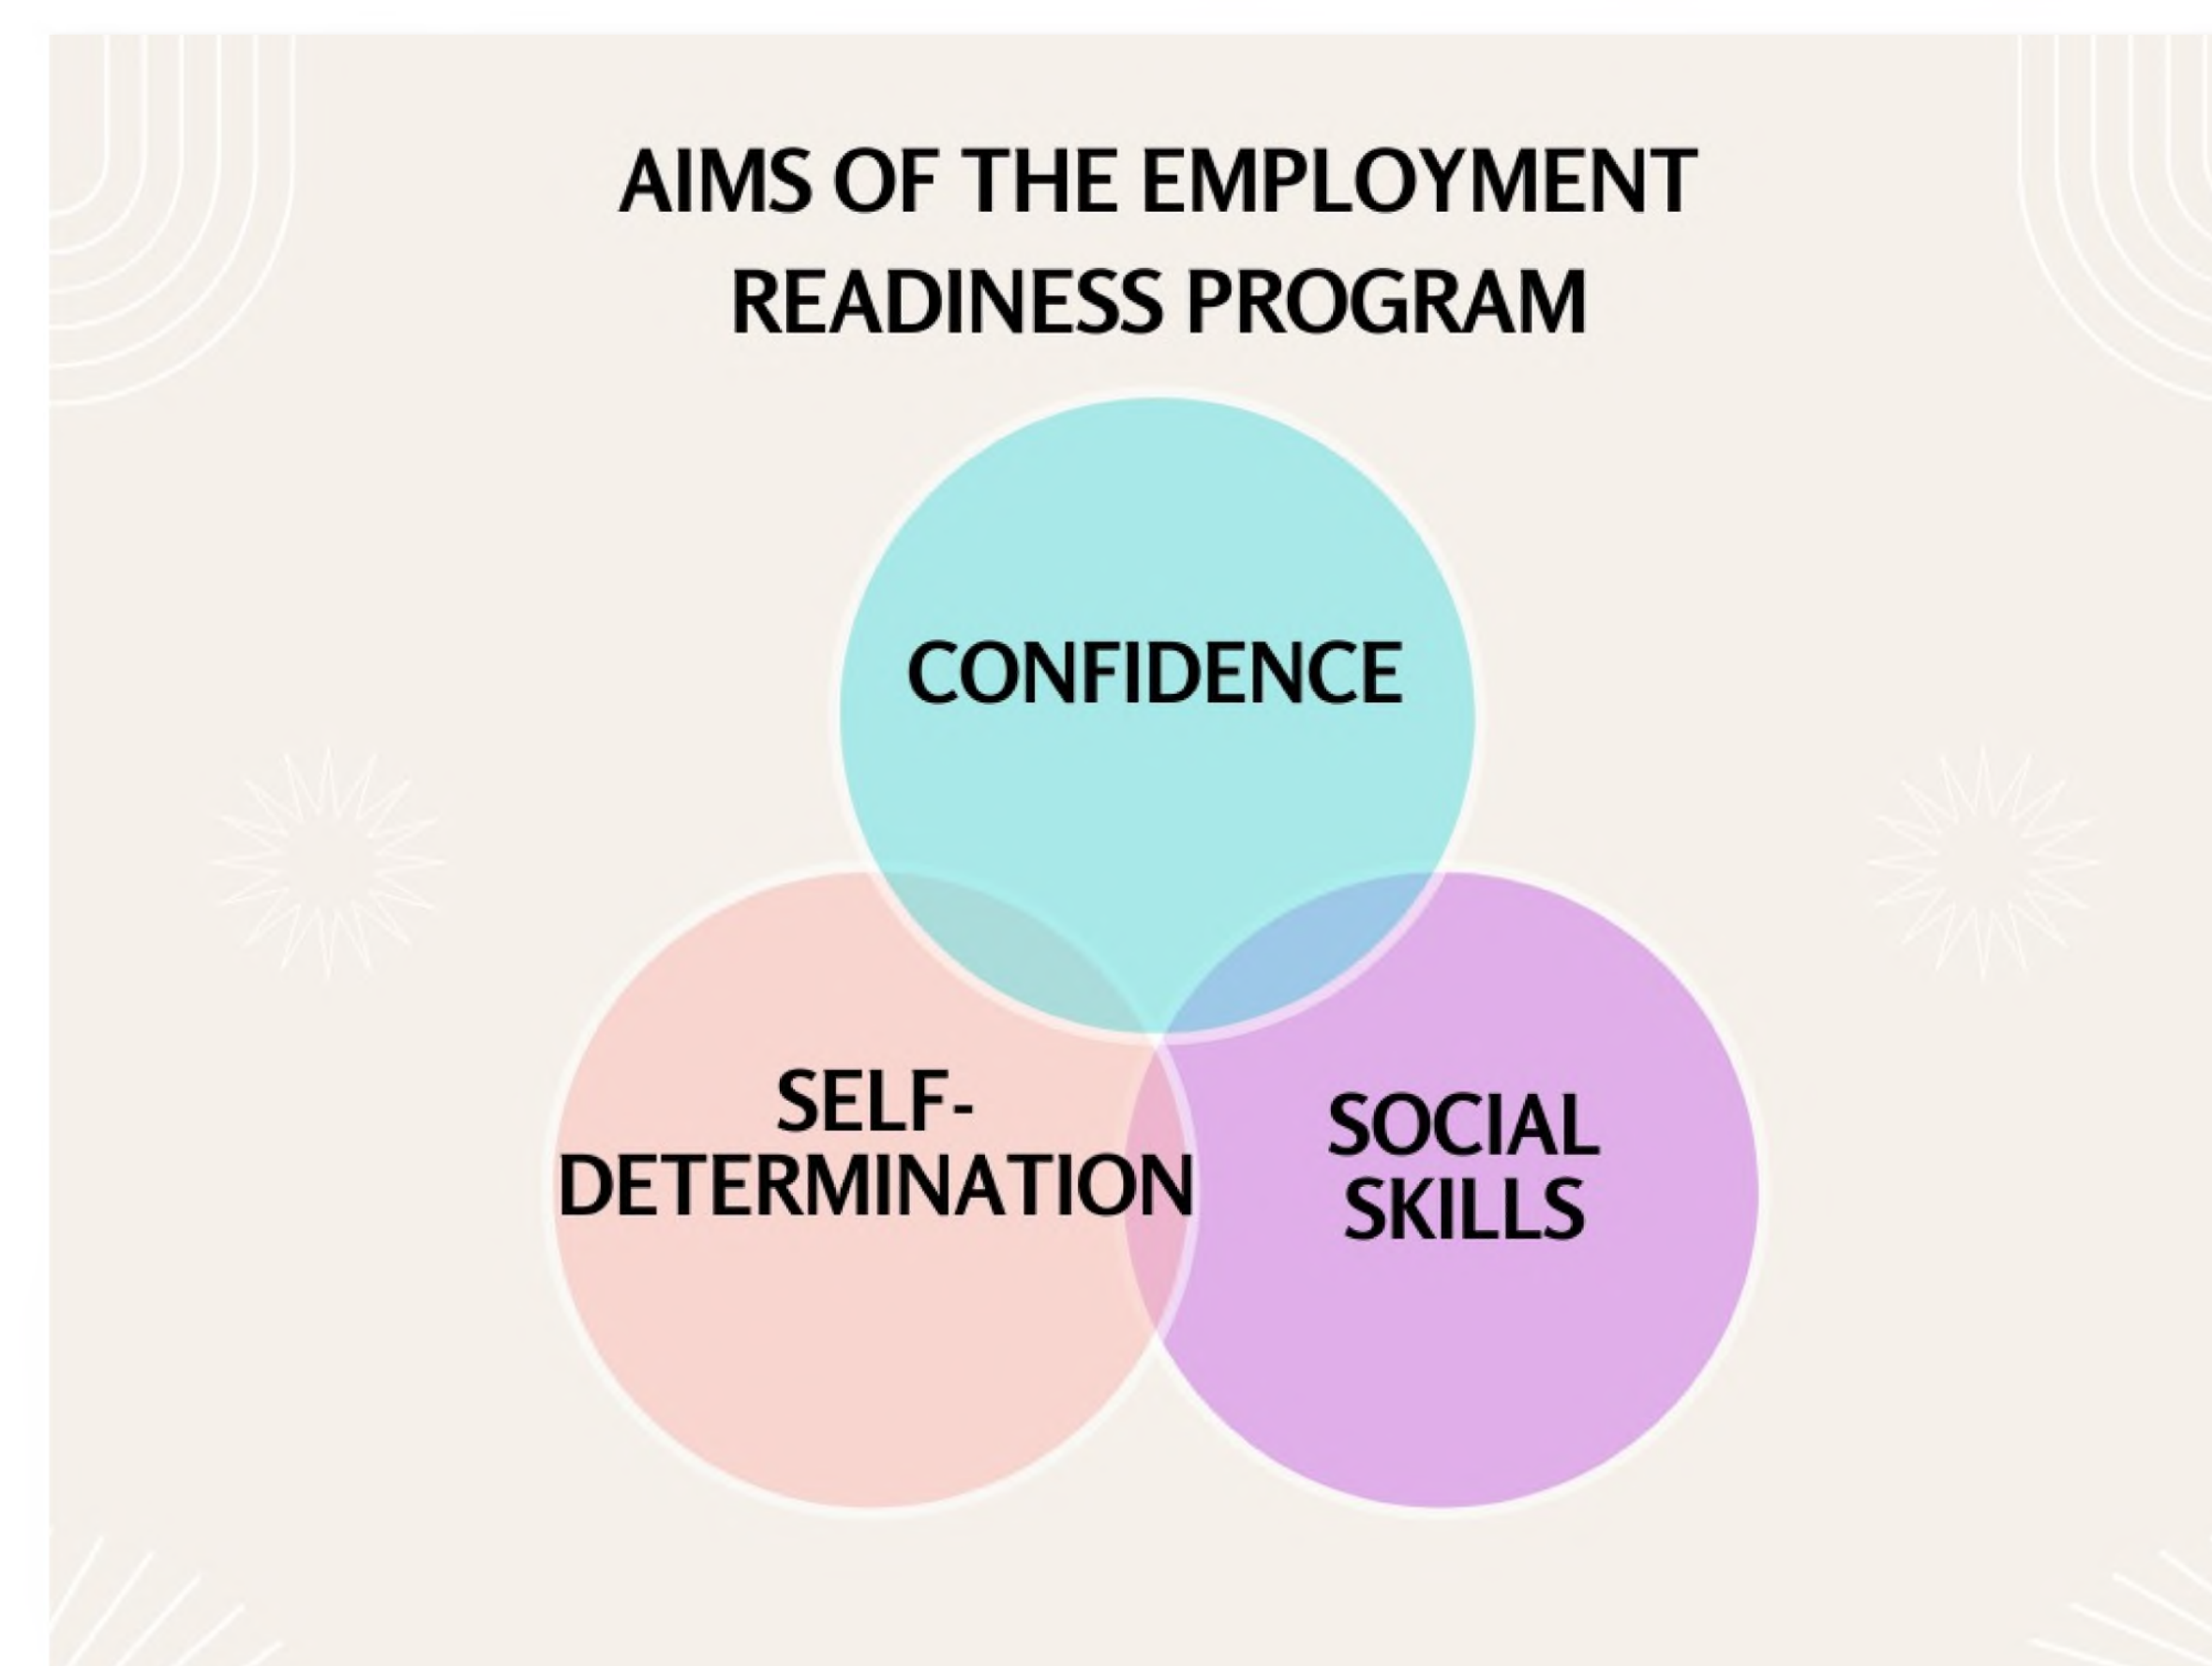 AIMS OF THE EMPLOYMENT
READINESS PROGRAM
CONFIDENCE
SELF-
DETERMINATION
SOCIAL
SKILLS